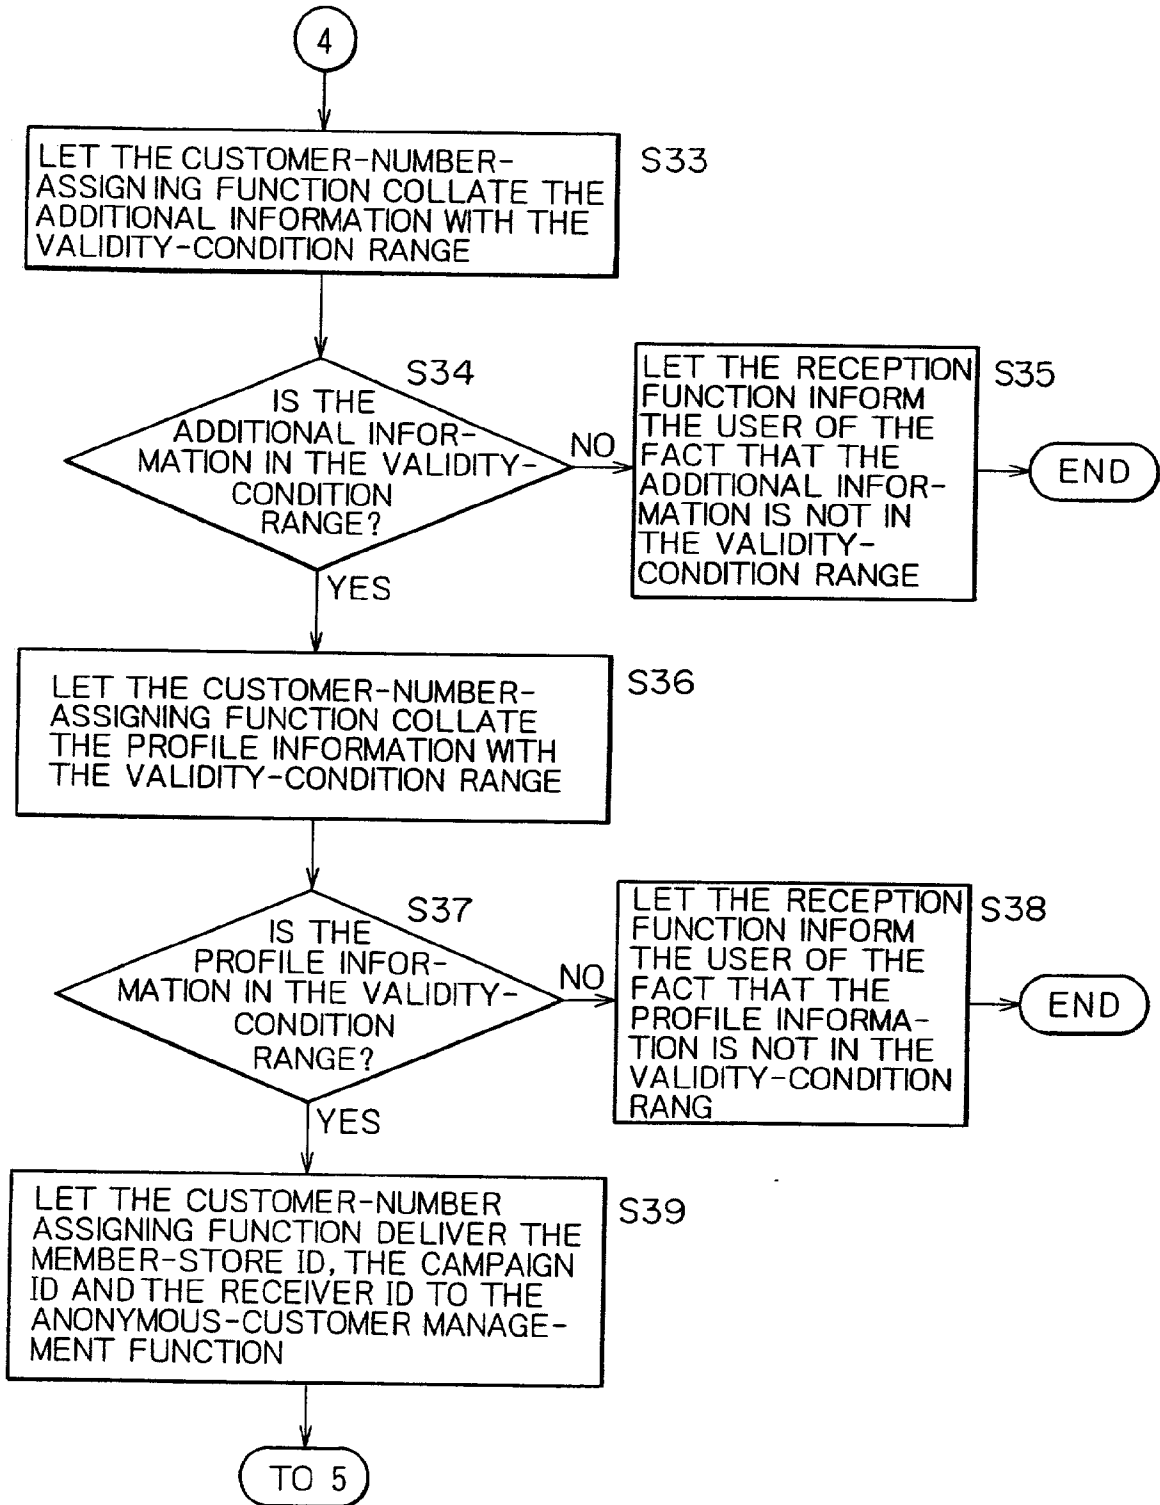 4
LET THE CUSTOMER-NUMBER-
ASSIGNING FUNCTION COLLATE THE
ADDITIONAL INFORMATION WITH THE
VALIDITY-CONDITION RANGE
S33
S34
IS THE
ADDITIONAL INFOR-
MATION IN THE VALIDITY-
CONDITION
RANGE?
NO
YES
LET THE RECEPTION
FUNCTION INFORM
THE USER OF THE
FACT THAT THE
ADDITIONAL INFOR-
MATION IS NOT IN
THE VALIDITY-
CONDITION RANGE
S35
END
LET THE CUSTOMER-NUMBER-
ASSIGNING FUNCTION COLLATE
THE PROFILE INFORMATION WITH
THE VALIDITY-CONDITION RANGE
S36
S37
IS THE
PROFILE INFOR-
MATION IN THE VALIDITY-
CONDITION
RANGE?
NO
YES
LET THE RECEPTION
FUNCTION INFORM
THE USER OF THE
FACT THAT THE
PROFILE INFORMA-
TION IS NOT IN THE
VALIDITY-CONDITION
RANG
S38
END
LET THE CUSTOMER-NUMBER
ASSIGNING FUNCTION DELIVER THE
MEMBER-STORE ID, THE CAMPAIGN
ID AND THE RECEIVER ID TO THE
ANONYMOUS-CUSTOMER MANAGE-
MENT FUNCTION
S39
TO 5